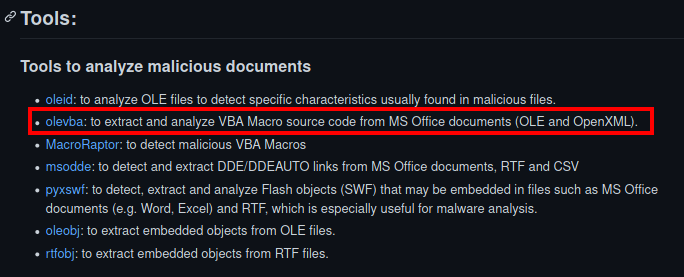 Tools:
Tools to analyze malicious documents
oleid: to analyze OLE files to detect specific characteristics usually found in malicious files.
olevba: to extract and analyze VBA Macro source code from MS Office documents (OLE and OpenXML).
MacroRaptor: to detect malicious VBA Macros
msodde: to detect and extract DDE/DDEAUTO links from MS Office documents, RTF and CSV
pyxswf: to detect, extract and analyze Flash objects (SWF) that may be embedded in files such as MS Office
documents (e.g. Word, Excel) and RTF, which is especially useful for malware analysis.
oleobj: to extract embedded objects from OLE files.
rtfobj: to extract embedded objects from RTF files.